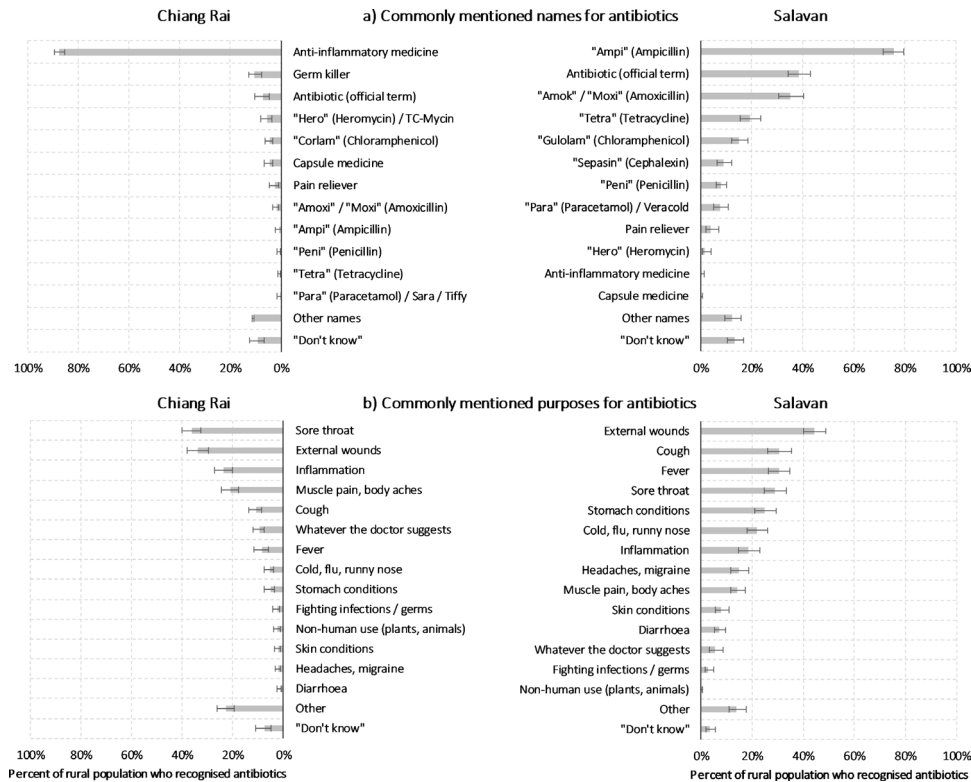 Chiang Rai a) Commonly mentioned names for antibiotics Salavan
Anti-inflammatory medicine "Ampi" (Ampicillin)
Germ killer Antibiotic (official term)
Antibiotic (official term) "Amok" / "Moxi" (Amoxicillin)
"Hero" (Heromycin) / TC-Mycin "Tetra" (Tetracycline)
"Corlam" (Chloramphenicol) "Gulolam" (Chloramphenicol)
Capsule medicine "Sepasin" (Cephalexin)
Pain reliever "Peni" (Penicillin)
"Amoxi" / "Moxi" (Amoxicillin) "Para" (Paracetamol) / Veracold
"Ampi" (Ampicillin) Pain reliever
"Peni" (Penicillin) "Hero" (Heromycin)
"Tetra" (Tetracycline) Anti-inflammatory medicine
"Para" (Paracetamol) / Sara / Tiffy Capsule medicine
Other names Other names
"Don't know" "Don't know"
100% 80% 60% 40% 20% 0% 0% 20% 40% 60% 80% 100%
Chiang Rai b) Commonly mentioned purposes for antibiotics Salavan
Sore throat External wounds
External wounds Cough
Inflammation Fever
Muscle pain, body aches Sore throat
Cough Stomach conditions
Whatever the doctor suggests Cold, flu, runny nose
Fever Inflammation
Cold, flu, runny nose Headaches, migraine
Stomach conditions Muscle pain, body aches
Fighting infections / germs Skin conditions
Non-human use (plants, animals) Diarrhoea
Skin conditions Whatever the doctor suggests
Headaches, migraine Fighting infections / germs
Diarrhoea Non-human use (plants, animals)
Other Other
"Don't know" "Don't know"
100% 80% 60% 40% 20% 0% 0% 20% 40% 60% 80% 100%
Percent of rural population who recognised antibiotics Percent of rural population who recognised antibiotics